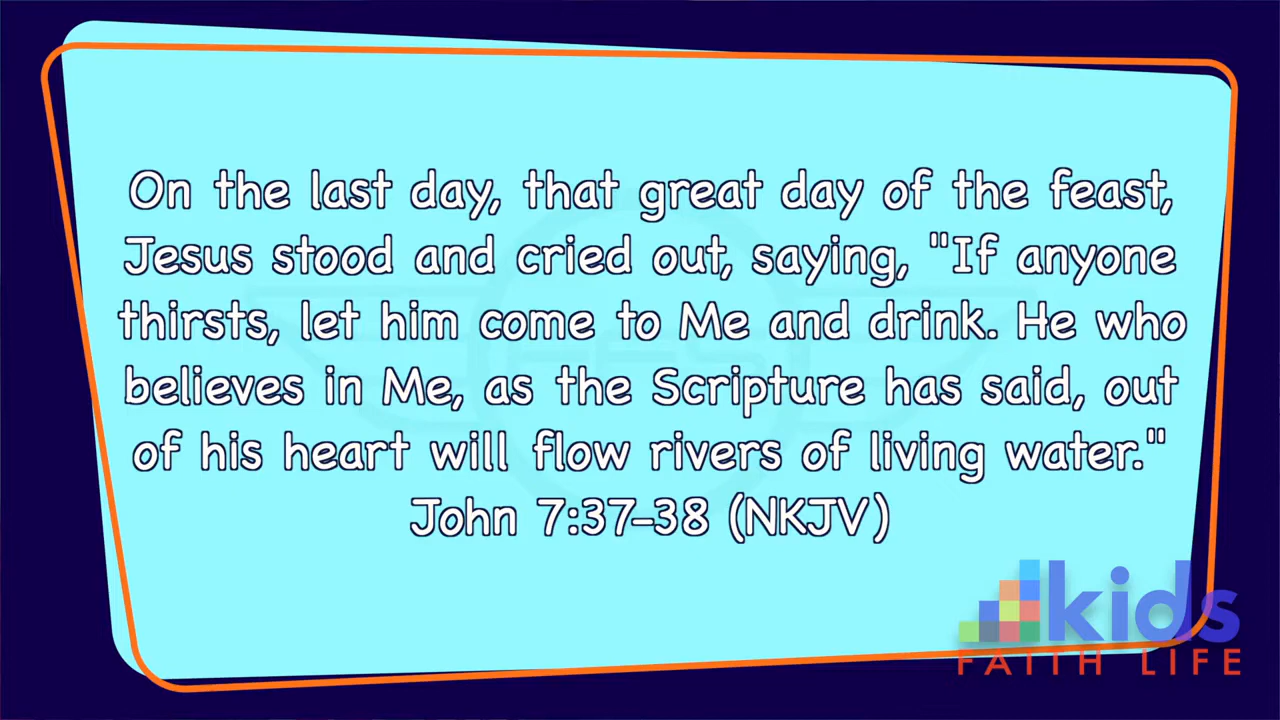 On the last day, that great day of the feast,
Jesus stood and cried out, saying, "If anyone
thirsts, let him come to Me and drink. He who
believes in Me, as the Scripture has said, out
of his heart will flow rivers of living water."
John 7:37–38 (NKJV)
kids
FAITH LIFE